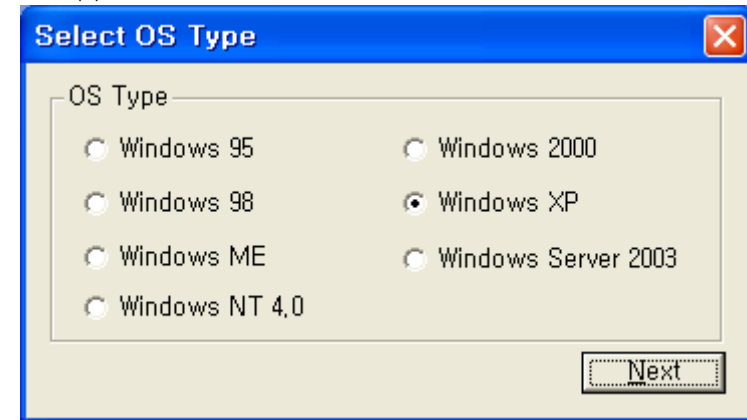 Select OS Type
OS Type
Windows 95
Windows 2000
Windows 98
Windows XP
Windows ME
Windows Server 2003
Windows NT 4,0
Next